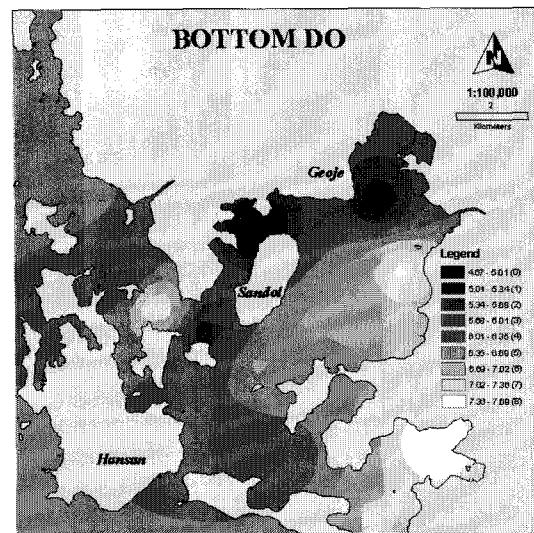 BOTTOM DO
N
1:100,000
2
Kilometers
Geoje
Sandol
Legend
4.67 - 5.01 (0)
5.01 - 5.34 (1)
5.34 - 5.68 (2)
5.68 - 6.01 (3)
6.01 - 6.35 (4)
6.35 - 6.69 (5)
6.69 - 7.02 (6)
7.02 - 7.36 (7)
7.36 - 7.69 (8)
Hansan